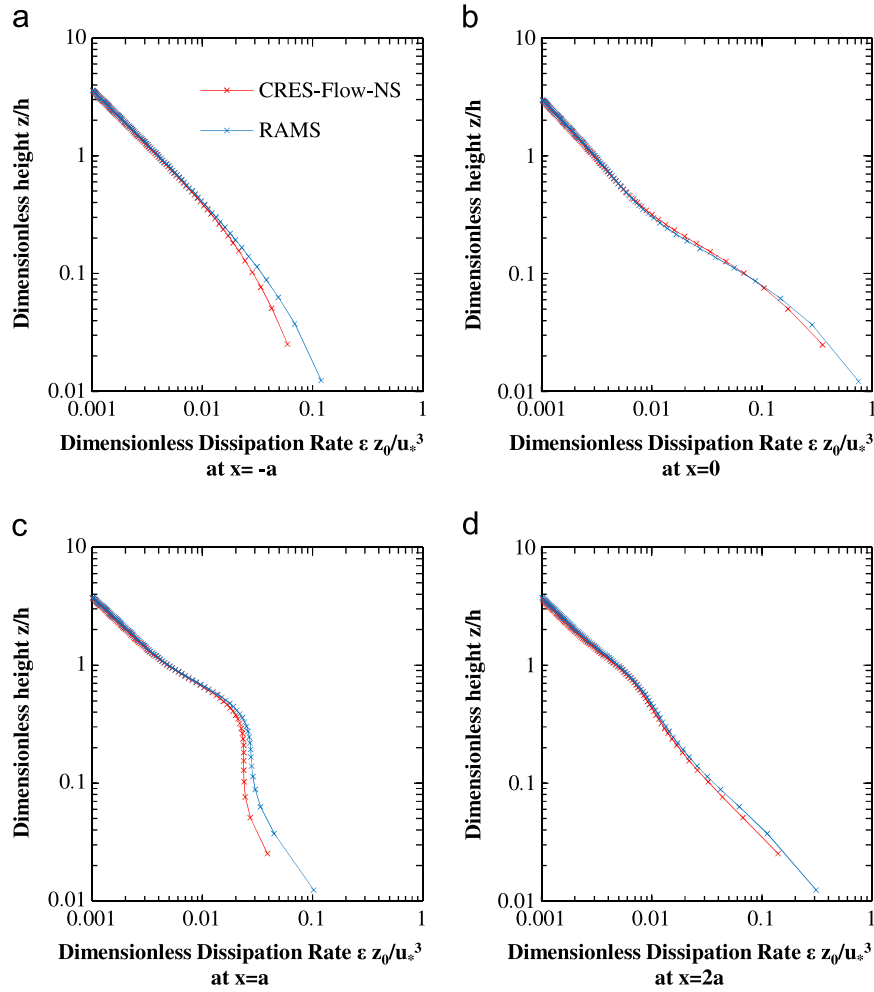 a
10
1
0.1
0.01
0.001 0.01 0.1 1
Dimensionless height z/h
CRES-Flow-NS
RAMS
Dimensionless Dissipation Rate ε z₀/u*³
at x= -a
b
10
1
0.1
0.01
0.001 0.01 0.1 1
Dimensionless height z/h
Dimensionless Dissipation Rate ε z₀/u*³
at x=0
c
10
1
0.1
0.01
0.001 0.01 0.1 1
Dimensionless height z/h
Dimensionless Dissipation Rate ε z₀/u*³
at x=a
d
10
1
0.1
0.01
0.001 0.01 0.1 1
Dimensionless height z/h
Dimensionless Dissipation Rate ε z₀/u*³
at x=2a